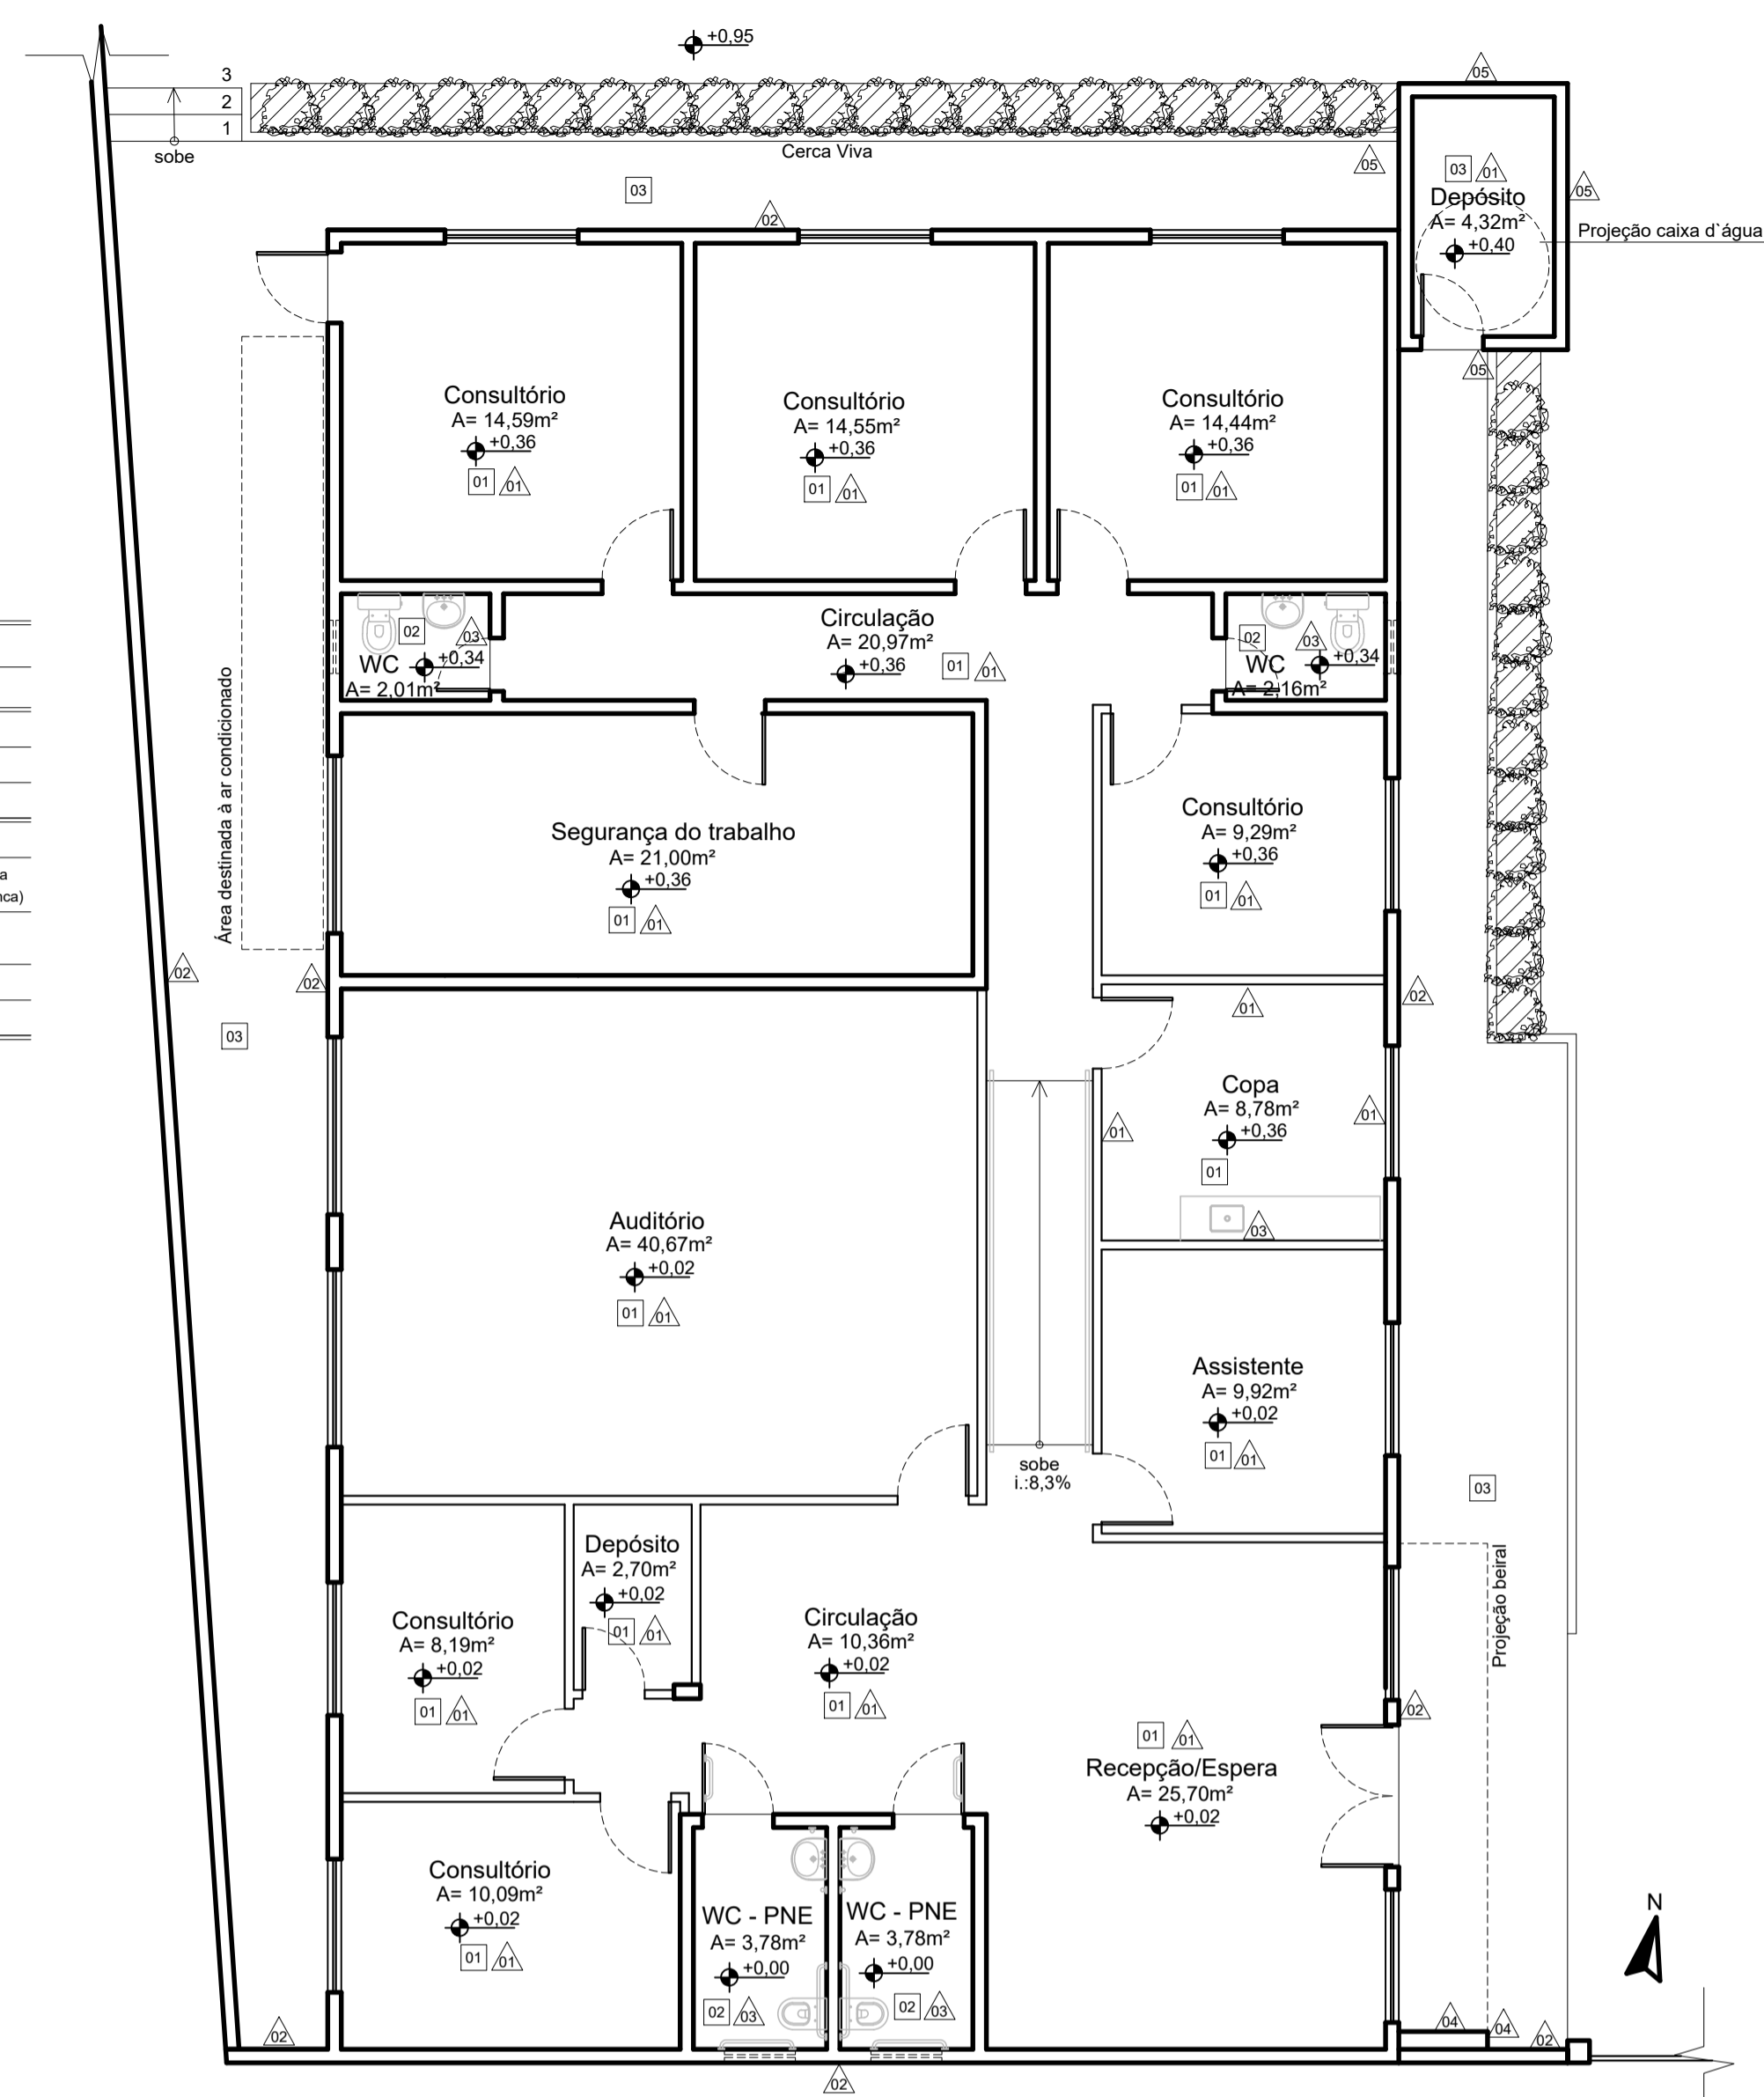 +0,95
3
2
1
sobe
Cerca Viva
05
05
03
02
03 01
Depósito
A= 4,32m²
+0,40
05
Projeção caixa d`água
05
Consultório
A= 14,59m²
+0,36
01 01
Consultório
A= 14,55m²
+0,36
01 01
Consultório
A= 14,44m²
+0,36
01 01
02 03
WC +0,34
A= 2,01m²
Circulação
A= 20,97m²
+0,36
01 01
02 03
WC +0,34
A= 2,16m²
Área destinada à ar condicionado
Segurança do trabalho
A= 21,00m²
+0,36
01 01
Consultório
A= 9,29m²
+0,36
01 01
a
nca)
02
02
03
01
02
Copa
A= 8,78m²
+0,36
01
01
01
03
Auditório
A= 40,67m²
+0,02
01 01
Assistente
A= 9,92m²
+0,02
01 01
sobe
i.:8,3%
03
Projeção beiral
Depósito
A= 2,70m²
+0,02
01 01
Consultório
A= 8,19m²
+0,02
01 01
Circulação
A= 10,36m²
+0,02
01 01
02
01 01
Recepção/Espera
A= 25,70m²
+0,02
Consultório
A= 10,09m²
+0,02
01 01
WC - PNE
A= 3,78m²
+0,00
02 03
WC - PNE
A= 3,78m²
+0,00
02 03
N
02
04
04
02
02